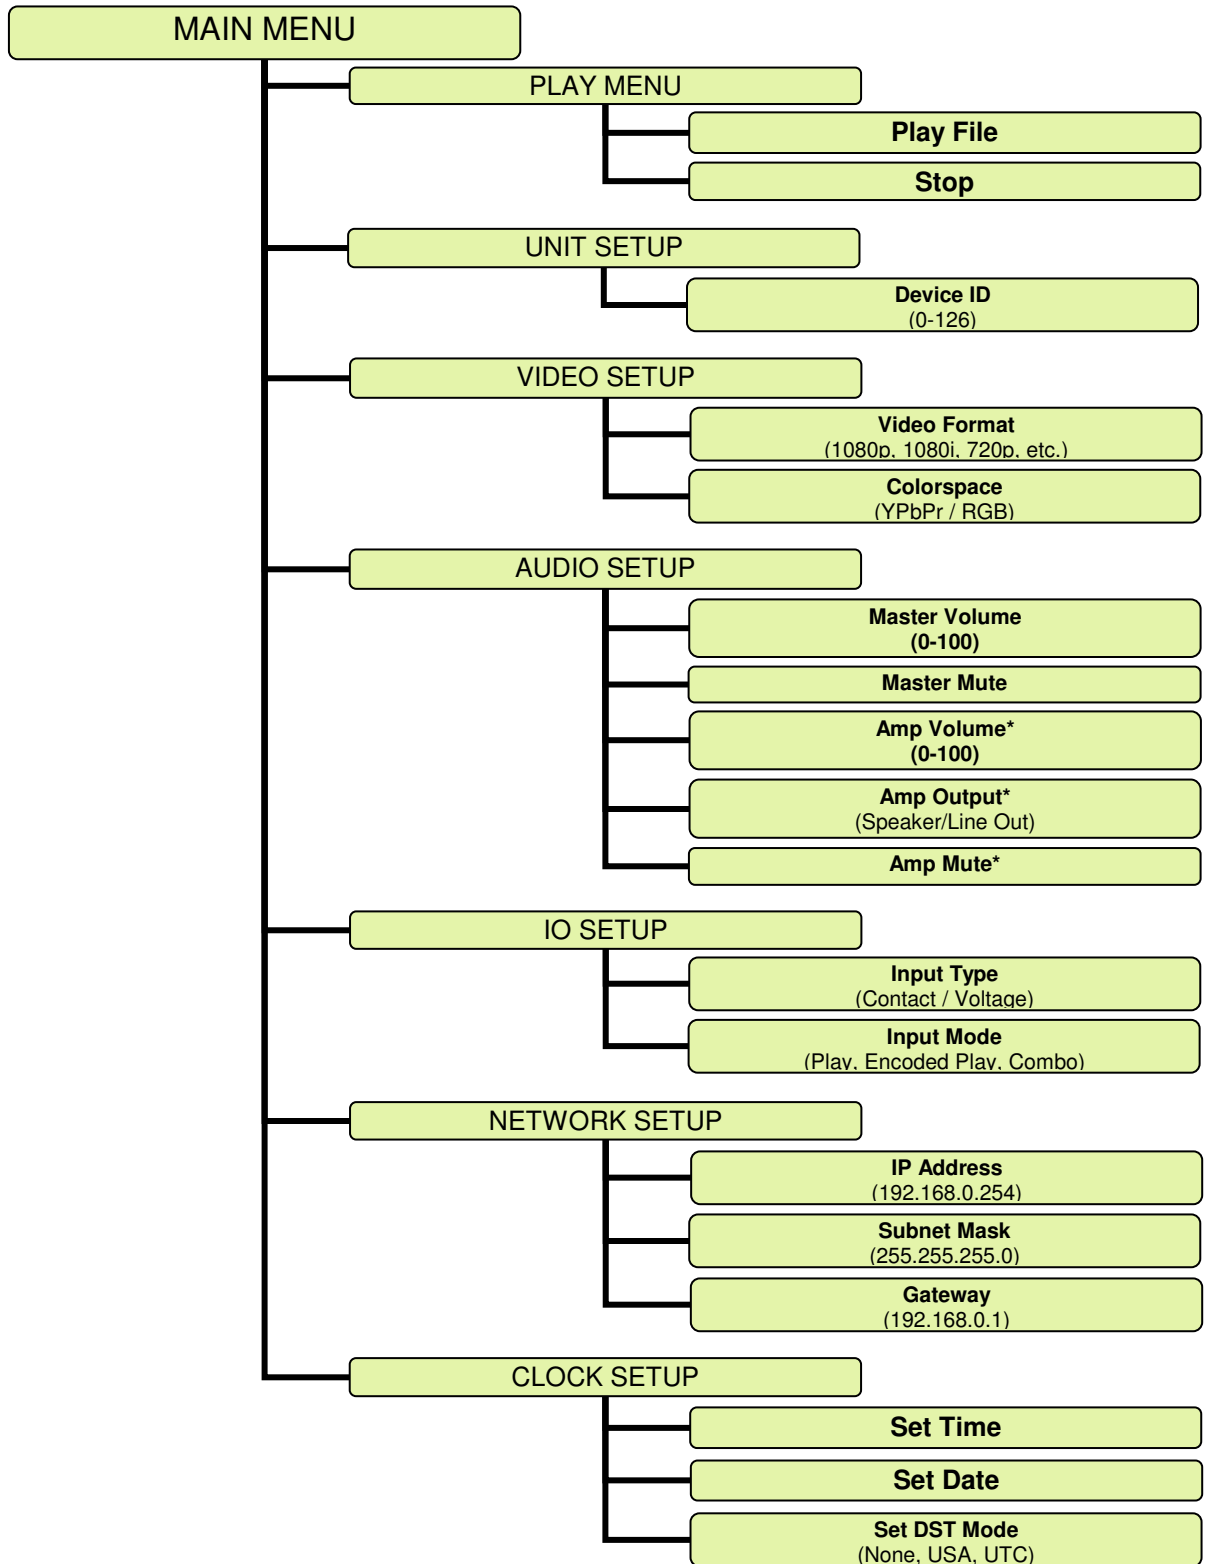 MAIN MENU
PLAY MENU
Play File
Stop
UNIT SETUP
Device ID
(0-126)
VIDEO SETUP
Video Format
(1080p, 1080i, 720p, etc.)
Colorspace
(YPbPr / RGB)
AUDIO SETUP
Master Volume
(0-100)
Master Mute
Amp Volume*
(0-100)
Amp Output*
(Speaker/Line Out)
Amp Mute*
IO SETUP
Input Type
(Contact / Voltage)
Input Mode
(Play, Encoded Play, Combo)
NETWORK SETUP
IP Address
(192.168.0.254)
Subnet Mask
(255.255.255.0)
Gateway
(192.168.0.1)
CLOCK SETUP
Set Time
Set Date
Set DST Mode
(None, USA, UTC)